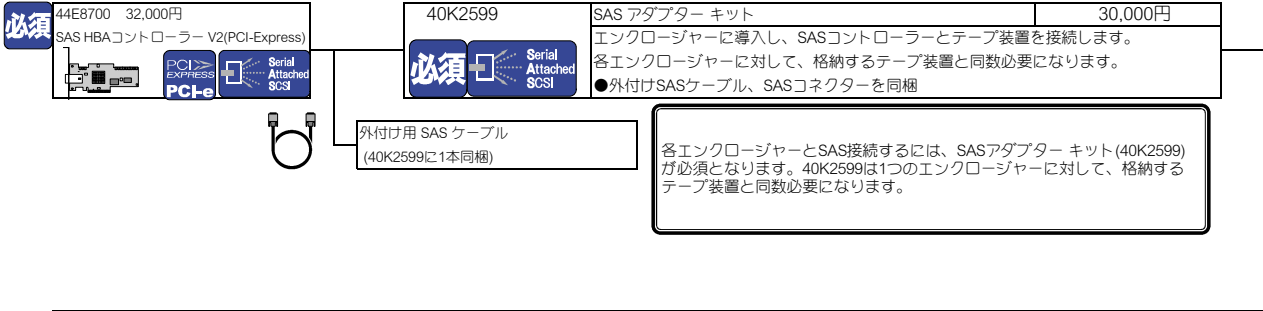 必須
44E8700 32,000円
SAS HBAコントローラー V2(PCI-Express)
PCI
EXPRESS
PCI-e
Serial
Attached
SCSI
40K2599
SAS アダプター キット
30,000円
必須
Serial
Attached
SCSI
エンクロージャーに導入し、SASコントローラーとテープ装置を接続します。
各エンクロージャーに対して、格納するテープ装置と同数必要になります。
●外付けSASケーブル、SASコネクターを同梱
外付け用 SAS ケーブル
(40K2599に1本同梱)
各エンクロージャーとSAS接続するには、SASアダプター キット(40K2599)
が必須となります。40K2599は1つのエンクロージャーに対して、格納する
テープ装置と同数必要になります。